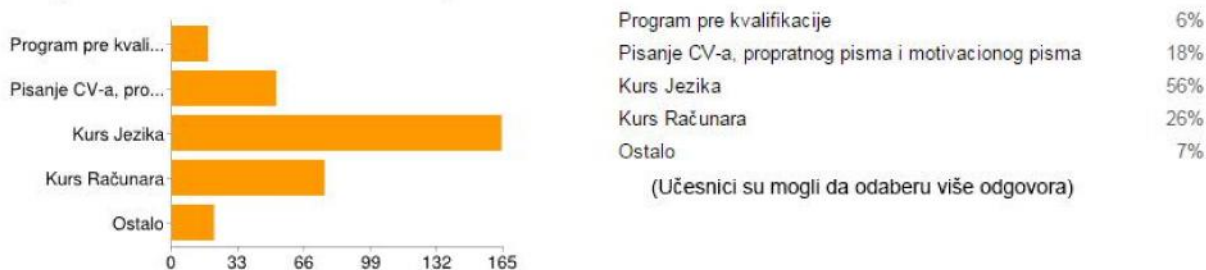 Program pre kvali...
Pisanje CV-a, pro...
Kurs Jezika
Kurs Računara
Ostalo
0 33 66 99 132 165
Program pre kvalifikacije 6%
Pisanje CV-a, propratnog pisma i motivacionog pisma 18%
Kurs Jezika 56%
Kurs Računara 26%
Ostalo 7%
(Učesnici su mogli da odaberu više odgovora)